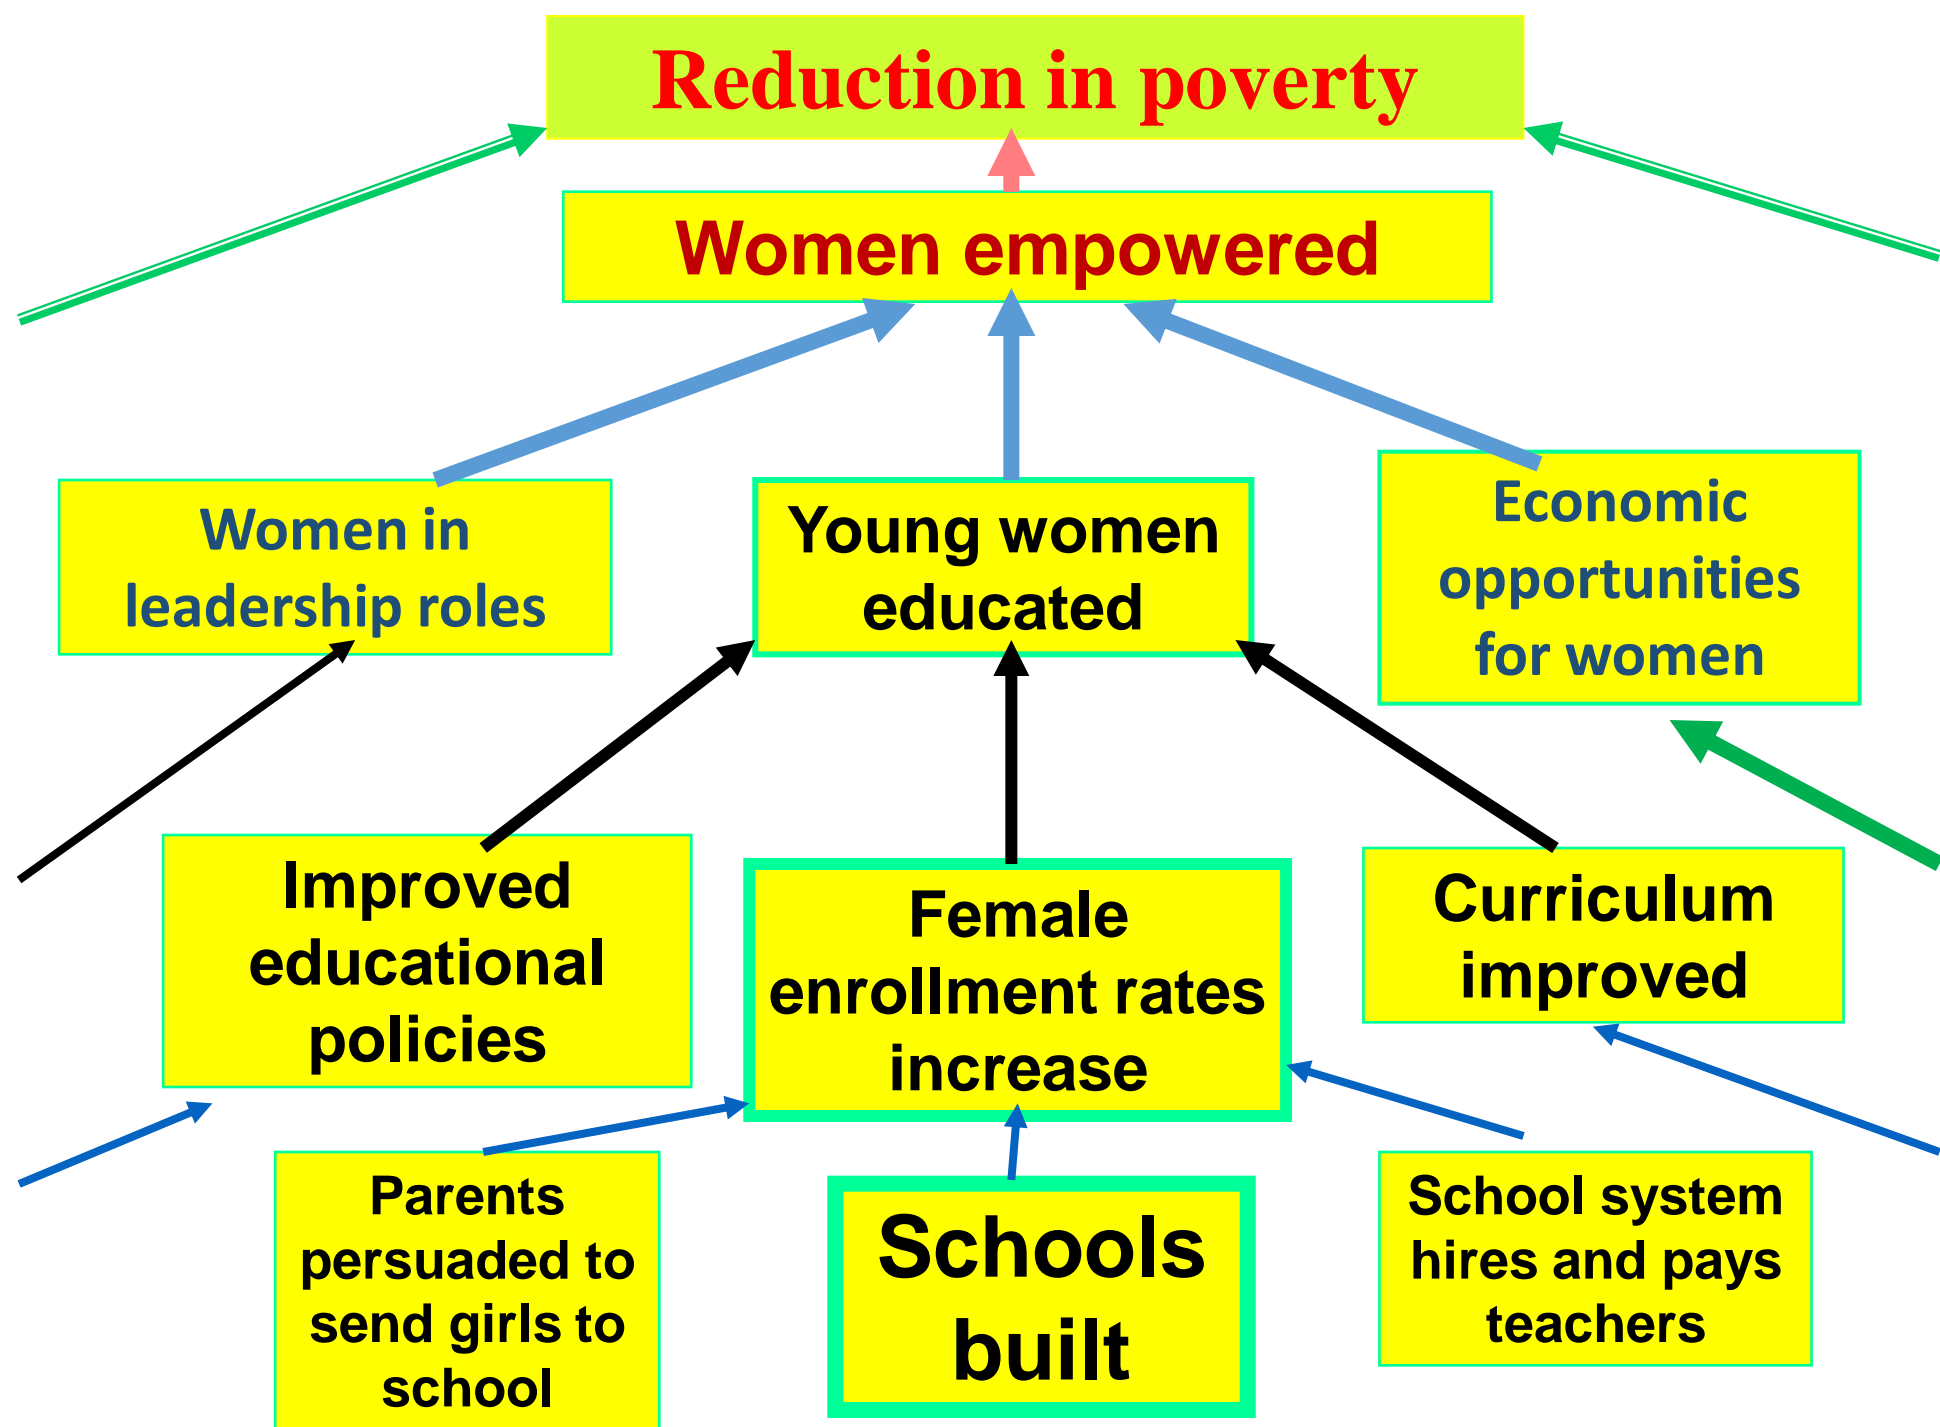 Reduction in poverty
Women empowered
Women in
leadership roles
Young women
educated
Economic
opportunities
for women
Improved
educational
policies
Female
enrollment rates
increase
Curriculum
improved
Parents
persuaded to
send girls to
school
Schools
built
School system
hires and pays
teachers